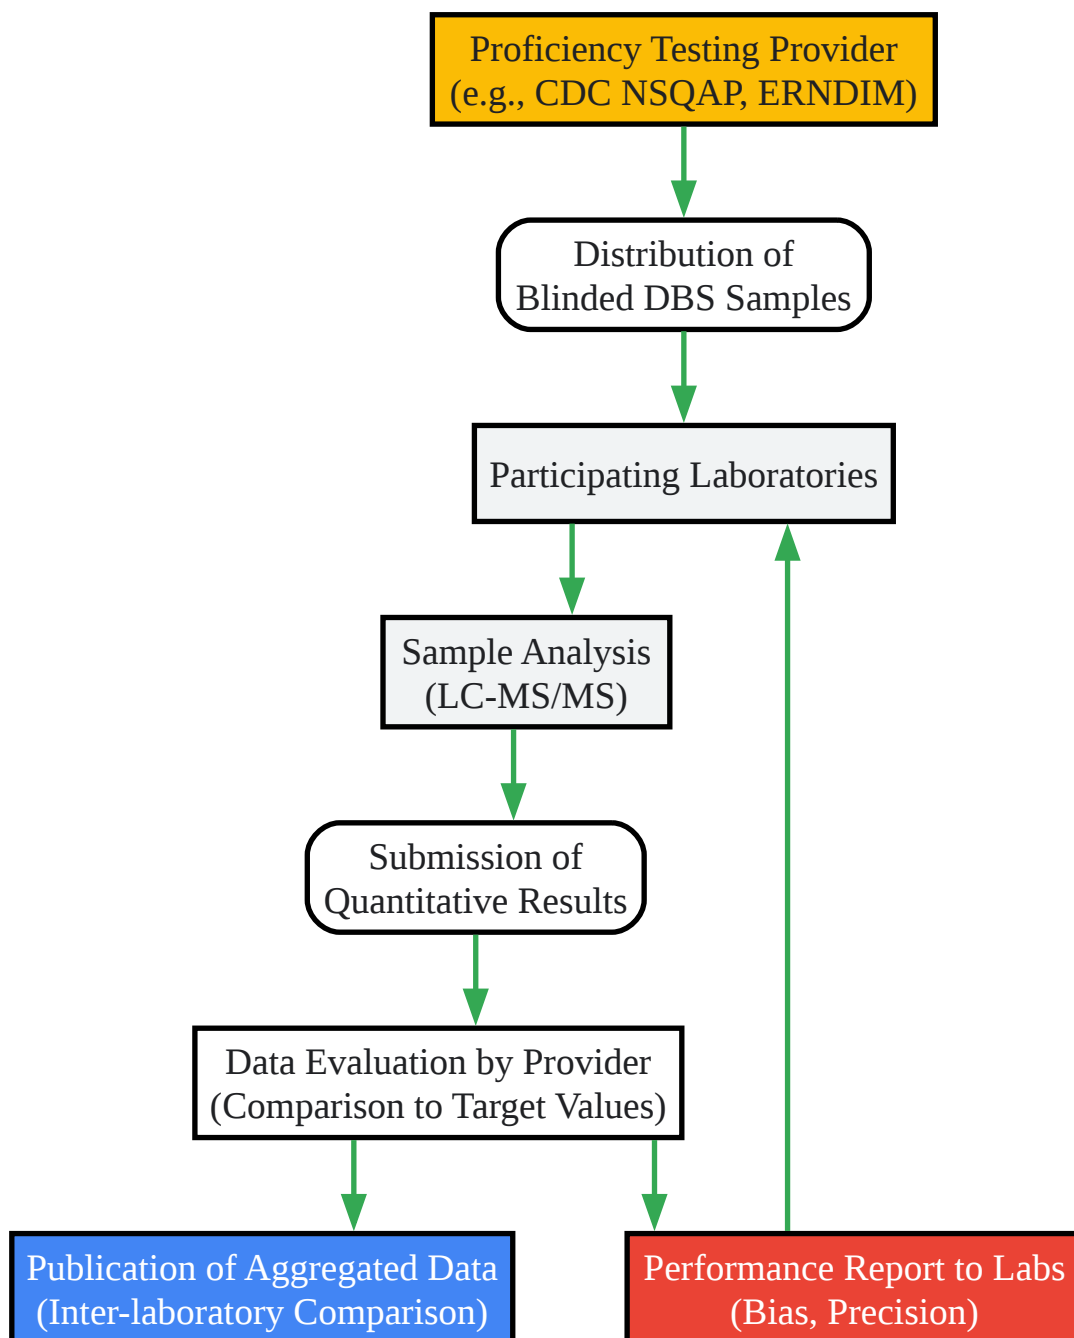 Proficiency Testing Provider
(e.g., CDC NSQAP, ERNDIM)
Distribution of
Blinded DBS Samples
Participating Laboratories
Sample Analysis
(LC-MS/MS)
Submission of
Quantitative Results
Data Evaluation by Provider
(Comparison to Target Values)
Publication of Aggregated Data
(Inter-laboratory Comparison)
Performance Report to Labs
(Bias, Precision)